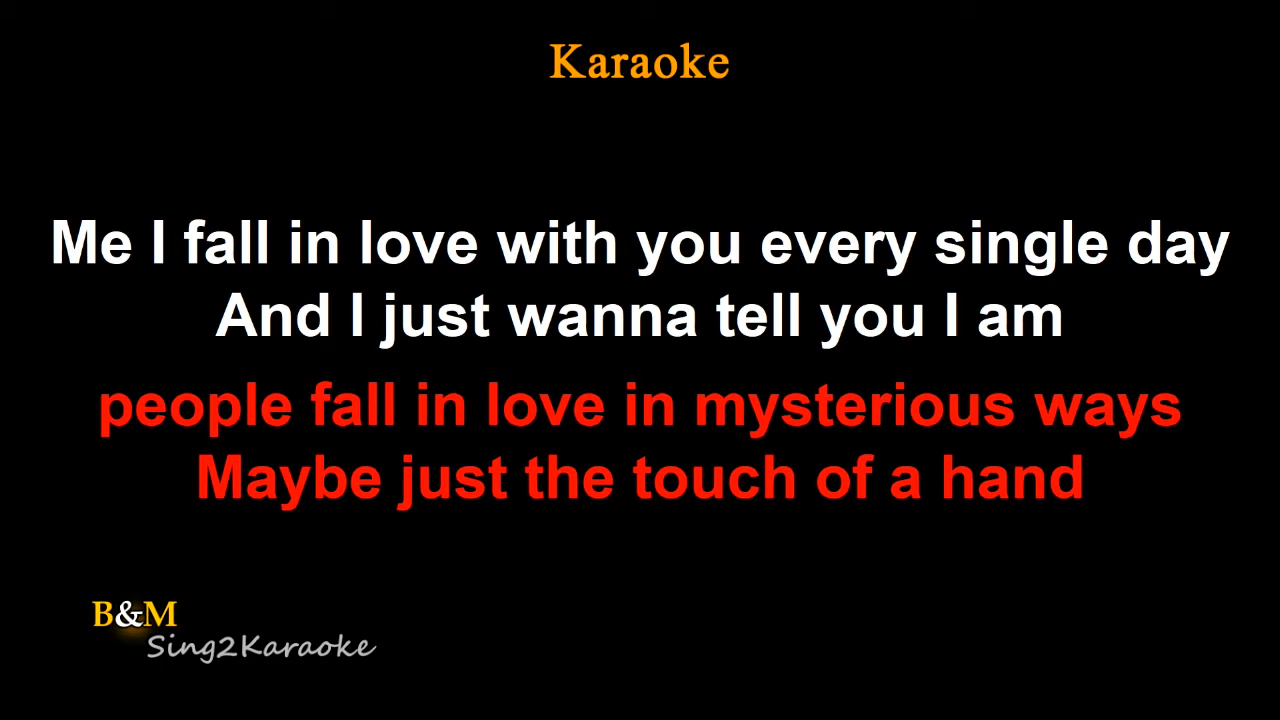 Karaoke
Me I fall in love with you every single day
And I just wanna tell you I am
people fall in love in mysterious ways
Maybe just the touch of a hand
B&M
Sing2Karaoke